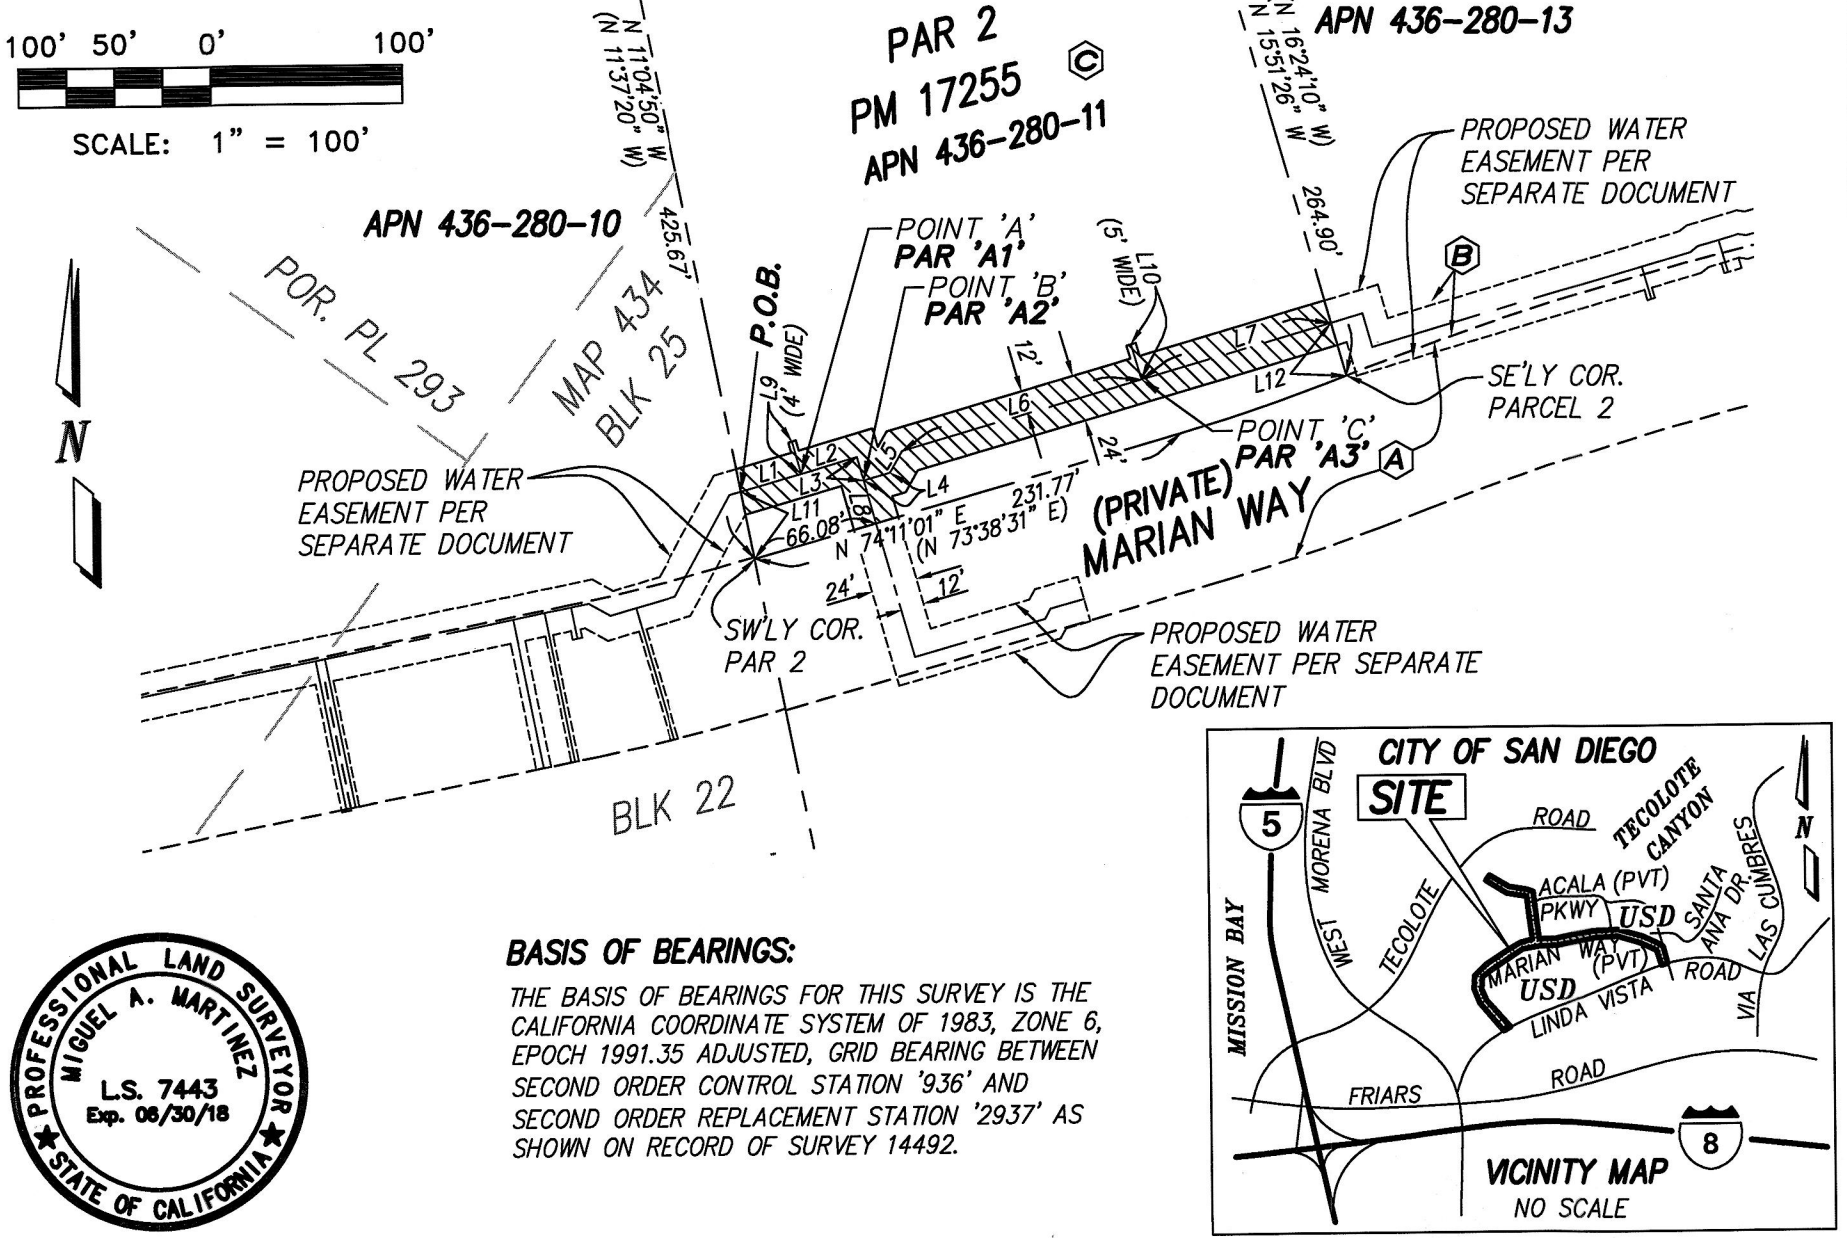 100' 50' 0' 100'
SCALE: 1" = 100'
N 11°04'50" W
(N 11°37'20" W)
425.67'
PAR 2
PM 17255
C
APN 436-280-11
N 16°24'10" W)
N 15°51'26" W
264.90'
APN 436-280-13
PROPOSED WATER
EASEMENT PER
SEPARATE DOCUMENT
APN 436-280-10
POR. PL 293
MAP 434
BLK 25
N
POINT 'A'
PAR 'A1'
POINT 'B'
PAR 'A2'
P.O.B.
L9
(4' WIDE)
L10
(5' WIDE)
B
12'
L7
L12
L6
SE'LY COR.
PARCEL 2
POINT 'C'
PAR 'A3'
A
L1
L2
L3
L5
L4
L11
L8
66.08'
24'
231.77'
N 74°11'01" E
(N 73°38'31" E)
(PRIVATE)
MARIAN WAY
PROPOSED WATER
EASEMENT PER
SEPARATE DOCUMENT
24'
12'
SW'LY COR.
PAR 2
PROPOSED WATER
EASEMENT PER SEPARATE
DOCUMENT
BLK 22
PROFESSIONAL LAND SURVEYOR
MIGUEL A. MARTINEZ
L.S. 7443
Exp. 06/30/18
STATE OF CALIFORNIA
BASIS OF BEARINGS:
THE BASIS OF BEARINGS FOR THIS SURVEY IS THE
CALIFORNIA COORDINATE SYSTEM OF 1983, ZONE 6,
EPOCH 1991.35 ADJUSTED, GRID BEARING BETWEEN
SECOND ORDER CONTROL STATION '936' AND
SECOND ORDER REPLACEMENT STATION '2937' AS
SHOWN ON RECORD OF SURVEY 14492.
CITY OF SAN DIEGO
SITE
5
WEST MORENA BLVD
MISSION BAY
TECOLOTE
ROAD
TECOLOTE
CANYON
N
ACALA (PVT)
PKWY
USD
SANTA
ANA DR.
VIA LAS CUMBRES
MARIAN WAY
(PVT)
USD
LINDA VISTA
ROAD
FRIARS
ROAD
8
VICINITY MAP
NO SCALE